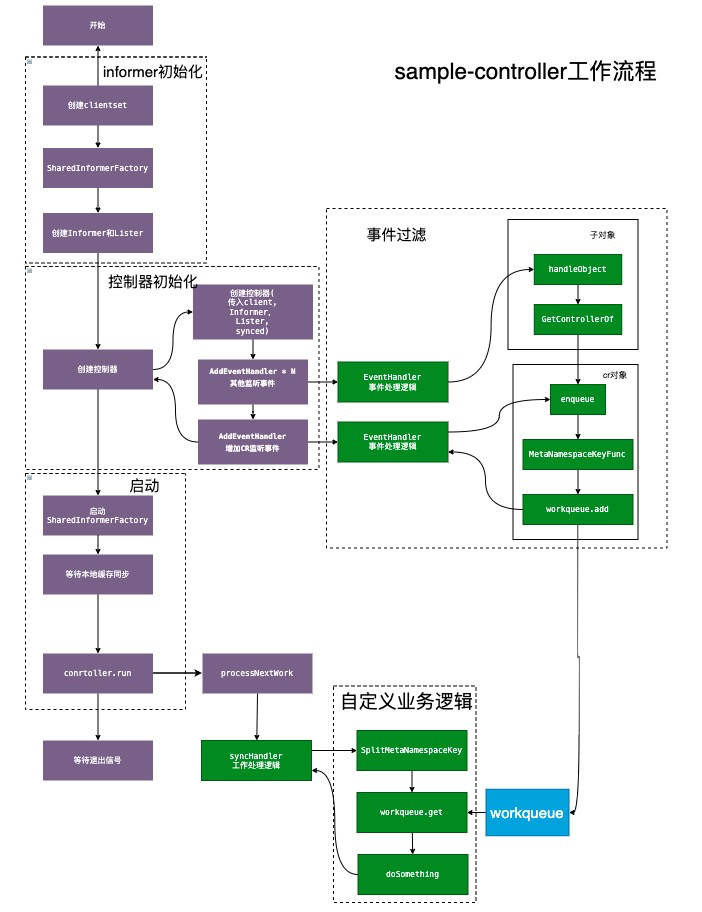 开始
informer初始化
sample-controller工作流程
创建clientset
SharedInformerFactory
创建Informer和Lister
事件过滤
子对象
handleObject
GetControllerOf
控制器初始化
创建控制器(
传入client,
Informer,
Lister,
synced)
创建控制器
AddEventHandler * N
其他监听事件
EventHandler
事件处理逻辑
cr对象
enqueue
AddEventHandler
增加CR监听事件
EventHandler
事件处理逻辑
MetaNamespaceKeyFunc
workqueue.add
启动
启动
SharedInformerFactory
等待本地缓存同步
conrtoller.run
processNextWork
等待退出信号
syncHandler
工作处理逻辑
自定义业务逻辑
SplitMetaNamespaceKey
workqueue.get
workqueue
doSomething